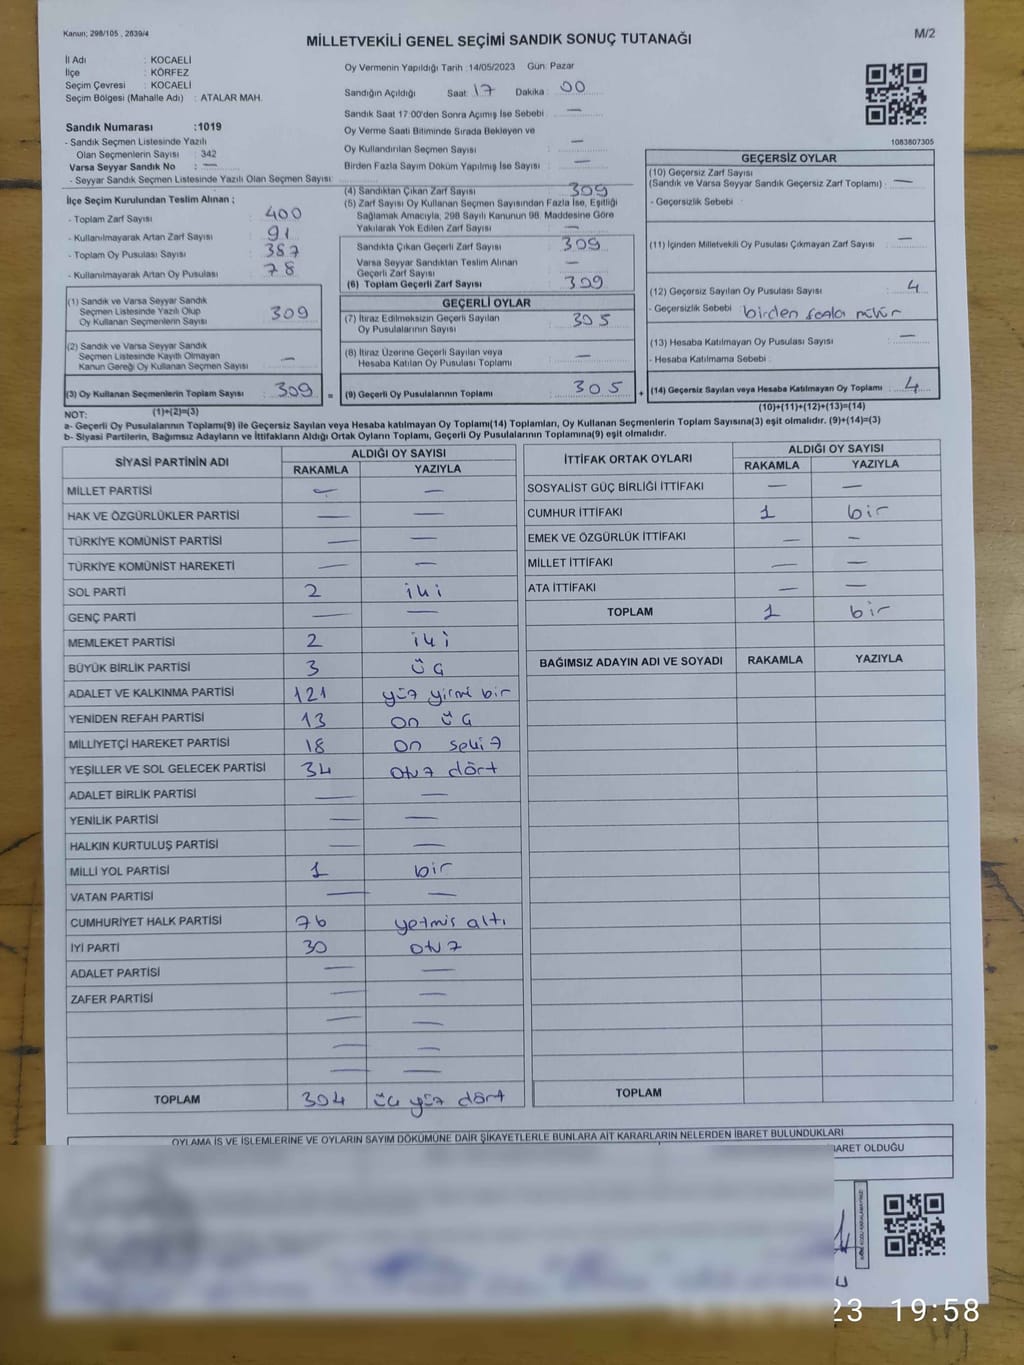 Kanun; 298/105 , 2839/4
MİLLETVEKİLİ GENEL SEÇİMİ SANDIK SONUÇ TUTANAĞI
M/2
İl Adı : KOCAELİ
İlçe : KÖRFEZ
Seçim Çevresi : KOCAELİ
Seçim Bölgesi (Mahalle Adı) : ATALAR MAH.
Sandık Numarası :1019
- Sandık Seçmen Listesinde Yazılı
Olan Seçmenlerin Sayısı : 342
Varsa Seyyar Sandık No : —
- Seyyar Sandık Seçmen Listesinde Yazılı Olan Seçmen Sayısı:
İlçe Seçim Kurulundan Teslim Alınan ;
- Toplam Zarf Sayısı 400
- Kullanılmayarak Artan Zarf Sayısı 91
- Toplam Oy Pusulası Sayısı 387
- Kullanılmayarak Artan Oy Pusulası 78
(1) Sandık ve Varsa Seyyar Sandık
Seçmen Listesinde Yazılı Olup
Oy Kullanan Seçmenlerin Sayısı 309
(2) Sandık ve Varsa Seyyar Sandık
Seçmen Listesinde Kayıtlı Olmayan
Kanun Gereği Oy Kullanan Seçmen Sayısı —
(3) Oy Kullanan Seçmenlerin Toplam Sayısı 309 =
(1)+(2)=(3)
Oy Vermenin Yapıldığı Tarih :14/05/2023 Gün: Pazar
Sandığın Açıldığı Saat : 17 Dakika : 00
Sandık Saat 17:00'den Sonra Açımış İse Sebebi : —
Oy Verme Saati Bitiminde Sırada Bekleyen ve
Oy Kullandırılan Seçmen Sayısı : —
Birden Fazla Sayım Döküm Yapılmış İse Sayısı : —
(4) Sandıktan Çıkan Zarf Sayısı 309
(5) Zarf Sayısı Oy Kullanan Seçmen Sayısından Fazla İse, Eşitliği
Sağlamak Amacıyla, 298 Sayılı Kanunun 98. Maddesine Göre
Yakılarak Yok Edilen Zarf Sayısı —
Sandıkta Çıkan Geçerli Zarf Sayısı 309
Varsa Seyyar Sandıktan Teslim Alınan
Geçerli Zarf Sayısı —
(6) Toplam Geçerli Zarf Sayısı 309
GEÇERLİ OYLAR
(7) İtiraz Edilmeksizin Geçerli Sayılan
Oy Pusulalarının Sayısı 305
(8) İtiraz Üzerine Geçerli Sayılan veya
Hesaba Katılan Oy Pusulası Toplamı —
(9) Geçerli Oy Pusulalarının Toplamı 305 +
1083807305
GEÇERSİZ OYLAR
(10) Geçersiz Zarf Sayısı
(Sandık ve Varsa Seyyar Sandık Geçersiz Zarf Toplamı) : —
- Geçersizlik Sebebi :
(11) İçinden Milletvekili Oy Pusulası Çıkmayan Zarf Sayısı : —
(12) Geçersiz Sayılan Oy Pusulası Sayısı : 4
- Geçersizlik Sebebi : birden fazla mühür
(13) Hesaba Katılmayan Oy Pusulası Sayısı : —
- Hesaba Katılmama Sebebi :
(14) Geçersiz Sayılan veya Hesaba Katılmayan Oy Toplamı : 4
(10)+(11)+(12)+(13)=(14)
NOT:
a- Geçerli Oy Pusulalarının Toplamı(9) ile Geçersiz Sayılan veya Hesaba katılmayan Oy Toplamı(14) Toplamları, Oy Kullanan Seçmenlerin Toplam Sayısına(3) eşit olmalıdır. (9)+(14)=(3)
b- Siyasi Partilerin, Bağımsız Adayların ve İttifakların Aldığı Ortak Oyların Toplamı, Geçerli Oy Pusulalarının Toplamına(9) eşit olmalıdır.
SİYASİ PARTİNİN ADI ALDIĞI OY SAYISI
RAKAMLA YAZIYLA
MİLLET PARTİSİ — —
HAK VE ÖZGÜRLÜKLER PARTİSİ — —
TÜRKİYE KOMÜNİST PARTİSİ — —
TÜRKİYE KOMÜNİST HAREKETİ — —
SOL PARTİ 2 iki
GENÇ PARTİ — —
MEMLEKET PARTİSİ 2 iki
BÜYÜK BİRLİK PARTİSİ 3 üç
ADALET VE KALKINMA PARTİSİ 121 yüz yirmi bir
YENİDEN REFAH PARTİSİ 13 on üç
MİLLİYETÇİ HAREKET PARTİSİ 18 on sekiz
YEŞİLLER VE SOL GELECEK PARTİSİ 34 otuz dört
ADALET BİRLİK PARTİSİ — —
YENİLİK PARTİSİ — —
HALKIN KURTULUŞ PARTİSİ — —
MİLLİ YOL PARTİSİ 1 bir
VATAN PARTİSİ — —
CUMHURİYET HALK PARTİSİ 76 yetmis altı
İYİ PARTİ 30 otuz
ADALET PARTİSİ — —
ZAFER PARTİSİ — —
— —
— —
— —
TOPLAM 304 üç yüz dört
İTTİFAK ORTAK OYLARI ALDIĞI OY SAYISI
RAKAMLA YAZIYLA
SOSYALİST GÜÇ BİRLİĞİ İTTİFAKI — —
CUMHUR İTTİFAKI 1 bir
EMEK VE ÖZGÜRLÜK İTTİFAKI — —
MİLLET İTTİFAKI — —
ATA İTTİFAKI — —
TOPLAM 1 bir
BAĞIMSIZ ADAYIN ADI VE SOYADI RAKAMLA YAZIYLA
TOPLAM
OYLAMA İŞ VE İŞLEMLERİNE VE OYLARIN SAYIM DÖKÜMÜNE DAİR ŞİKAYETLERLE BUNLARA AİT KARARLARIN NELERDEN İBARET BULUNDUKLARI
BARET OLDUĞU
23 19:58